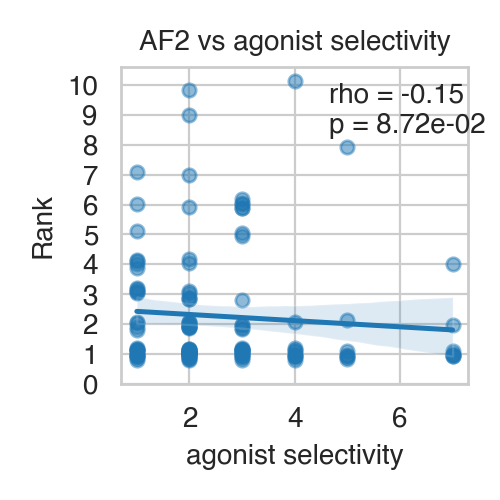 AF2 vs agonist selectivity
rho = -0.15
p = 8.72e-02
Rank
10
9
8
7
6
5
4
3
2
1
0
2 4 6
agonist selectivity